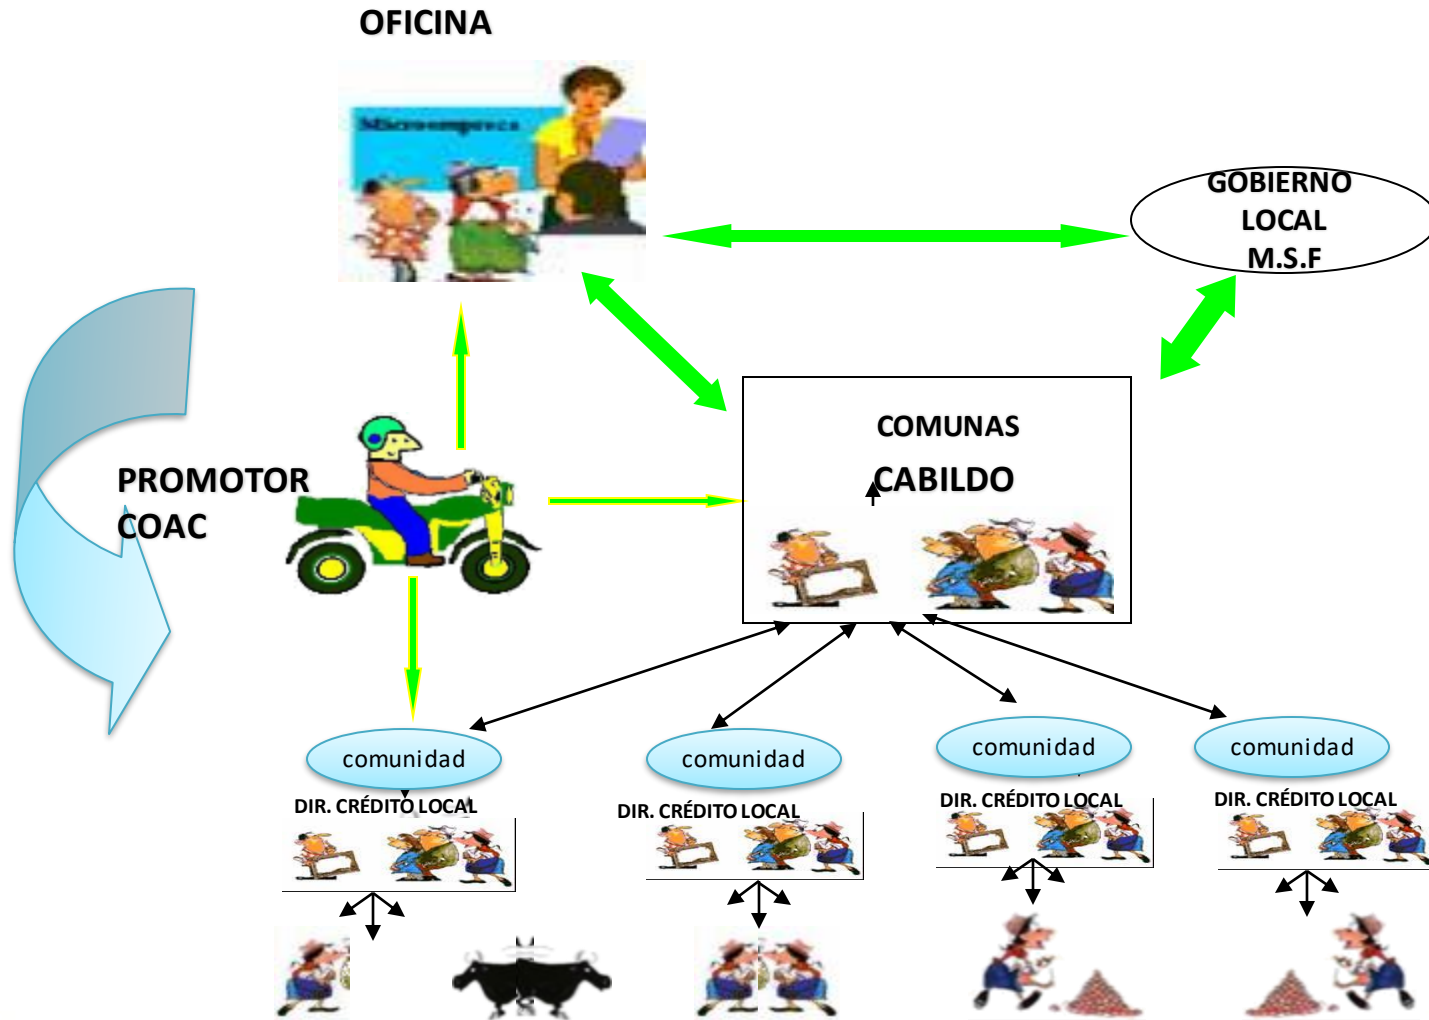 OFICINA
Microempresa
GOBIERNO
LOCAL
M.S.F
COMUNAS
CABILDO
PROMOTOR
COAC
comunidad
comunidad
comunidad
comunidad
DIR. CRÉDITO LOCAL
DIR. CRÉDITO LOCAL
DIR. CRÉDITO LOCAL
DIR. CRÉDITO LOCAL